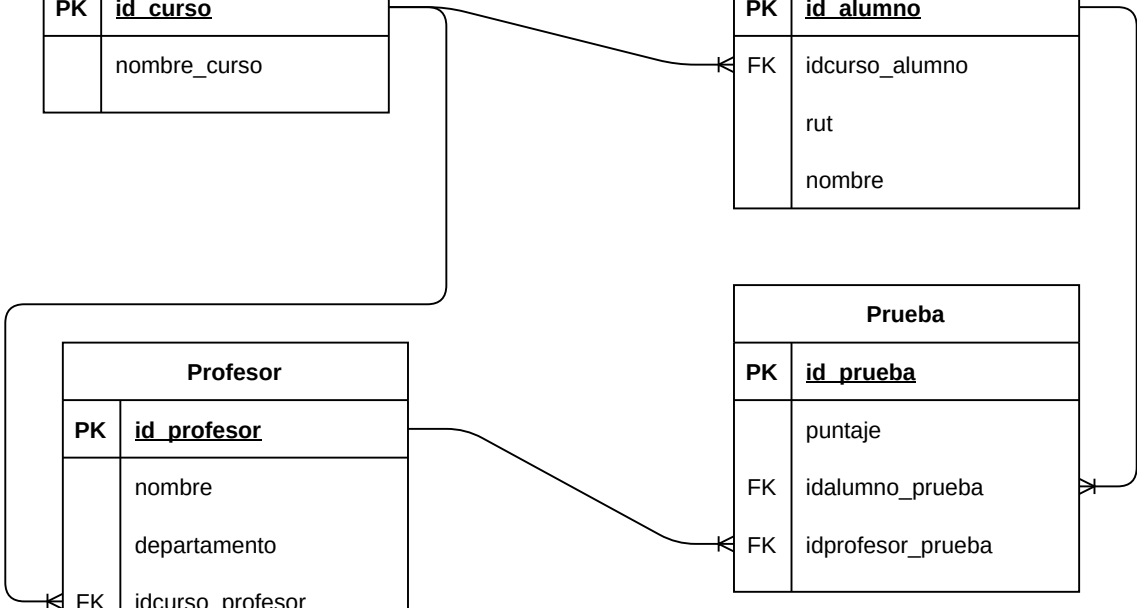 PK id_curso
nombre_curso
PK id_alumno
FK idcurso_alumno
rut
nombre
Profesor
PK id_profesor
nombre
departamento
FK idcurso_profesor
Prueba
PK id_prueba
puntaje
FK idalumno_prueba
FK idprofesor_prueba